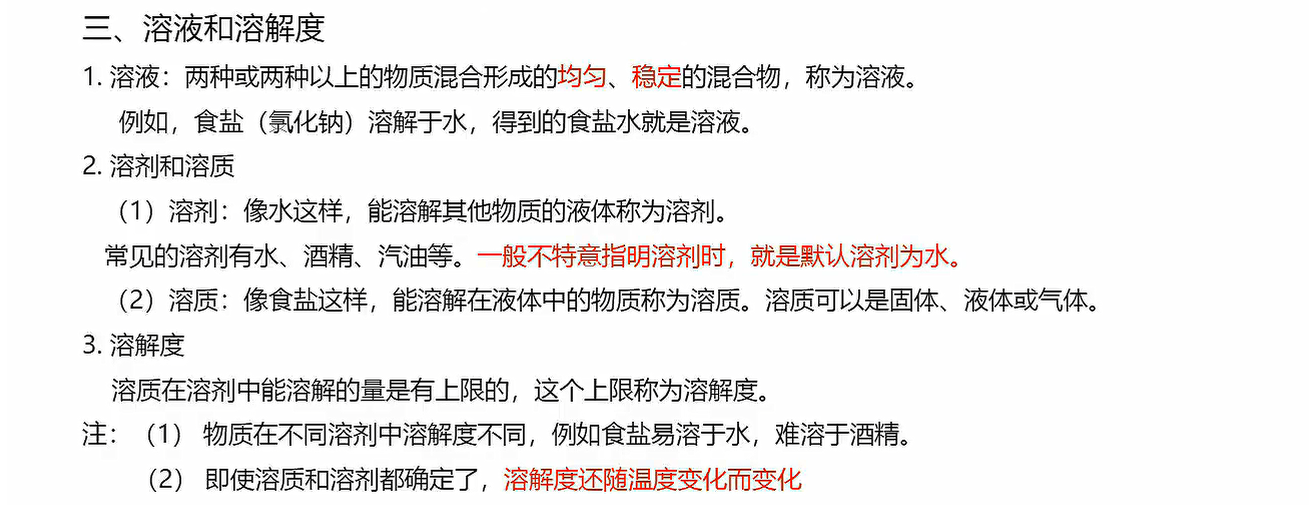 三、溶液和溶解度
1. 溶液：两种或两种以上的物质混合形成的均匀、稳定的混合物，称为溶液。
例如，食盐（氯化钠）溶解于水，得到的食盐水就是溶液。
2. 溶剂和溶质
（1）溶剂：像水这样，能溶解其他物质的液体称为溶剂.
常见的溶剂有水、酒精、汽油等。一般不特意指明溶剂时，就是默认溶剂为水。
（2）溶质：像食盐这样，能溶解在液体中的物质称为溶质。溶质可以是固体、液体或气体。
3. 溶解度
溶质在溶剂中能溶解的量是有上限的，这个上限称为溶解度。
注：（1） 物质在不同溶剂中溶解度不同，例如食盐易溶于水，难溶于酒精。
（2） 即使溶质和溶剂都确定了，溶解度还随温度变化而变化